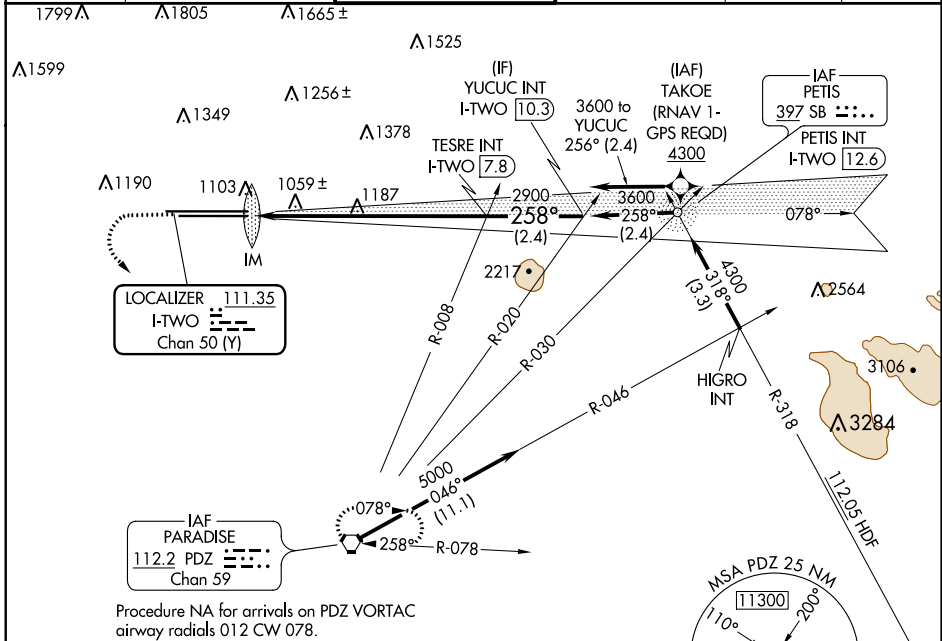 1799
1805
1665±
1525
1599
1256±
1349
1378
1190
1103
1059±
1187
(IF)
YUCUC INT
I-TWO 10.3
3600 to
YUCUC
256° (2.4)
(IAF)
TAKOE
(RNAV 1-
GPS REQD)
4300
IAF
PETIS
397 SB
PETIS INT
I-TWO 12.6
TESRE INT
I-TWO 7.8
2900
258°
(2.4)
3600
258°
(2.4)
078°
IM
LOCALIZER 111.35
I-TWO
Chan 50 (Y)
2217
R-008
R-020
R-030
4300
318°
(3.3)
2564
HIGRO
INT
3106
3284
R-046
R-318
112.05 HDF
5000
046°
(11.1)
078°
258°
R-078
IAF
PARADISE
112.2 PDZ
Chan 59
Procedure NA for arrivals on PDZ VORTAC
airway radials 012 CW 078.
MSA PDZ 25 NM
11300
110°
200°